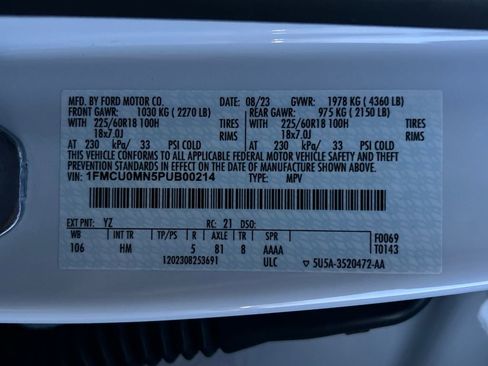 MFD. BY FORD MOTOR CO. 08/23 GVWR: 1978 KG ( 4360 LB)
FRONT GAWR: 1030 KG ( 2270 LB) REAR GAWR: 975 KG ( 2150 LB)
WITH 225/60R18 100H TIRES WITH 225/60R18 100H TIRES
18x7.0J RIMS 18x7.0J RIMS
AT 230 kPa/ 33 PSI COLD AT 230 kPa/ 33 PSI COLD
THIS VEHICLE CONFORMS TO ALL APPLICABLE FEDERAL MOTOR VEHICLE SAFETY AND THEFT PREVENTION STANDARDS IN EFFECT ON THE DATE OF MANUFACTURE SHOWN ABOVE.
VIN: 1FMCU0MN5PUB00214 TYPE: MPV
EXT PNT: YZ RC: 21 DSO:
WB INT TR TP/PS R AXLE TR SPR F0069
106 HM 5 81 8 AAAA T0143
1202308253691 ULC ▽ 5U5A-3520472-AA